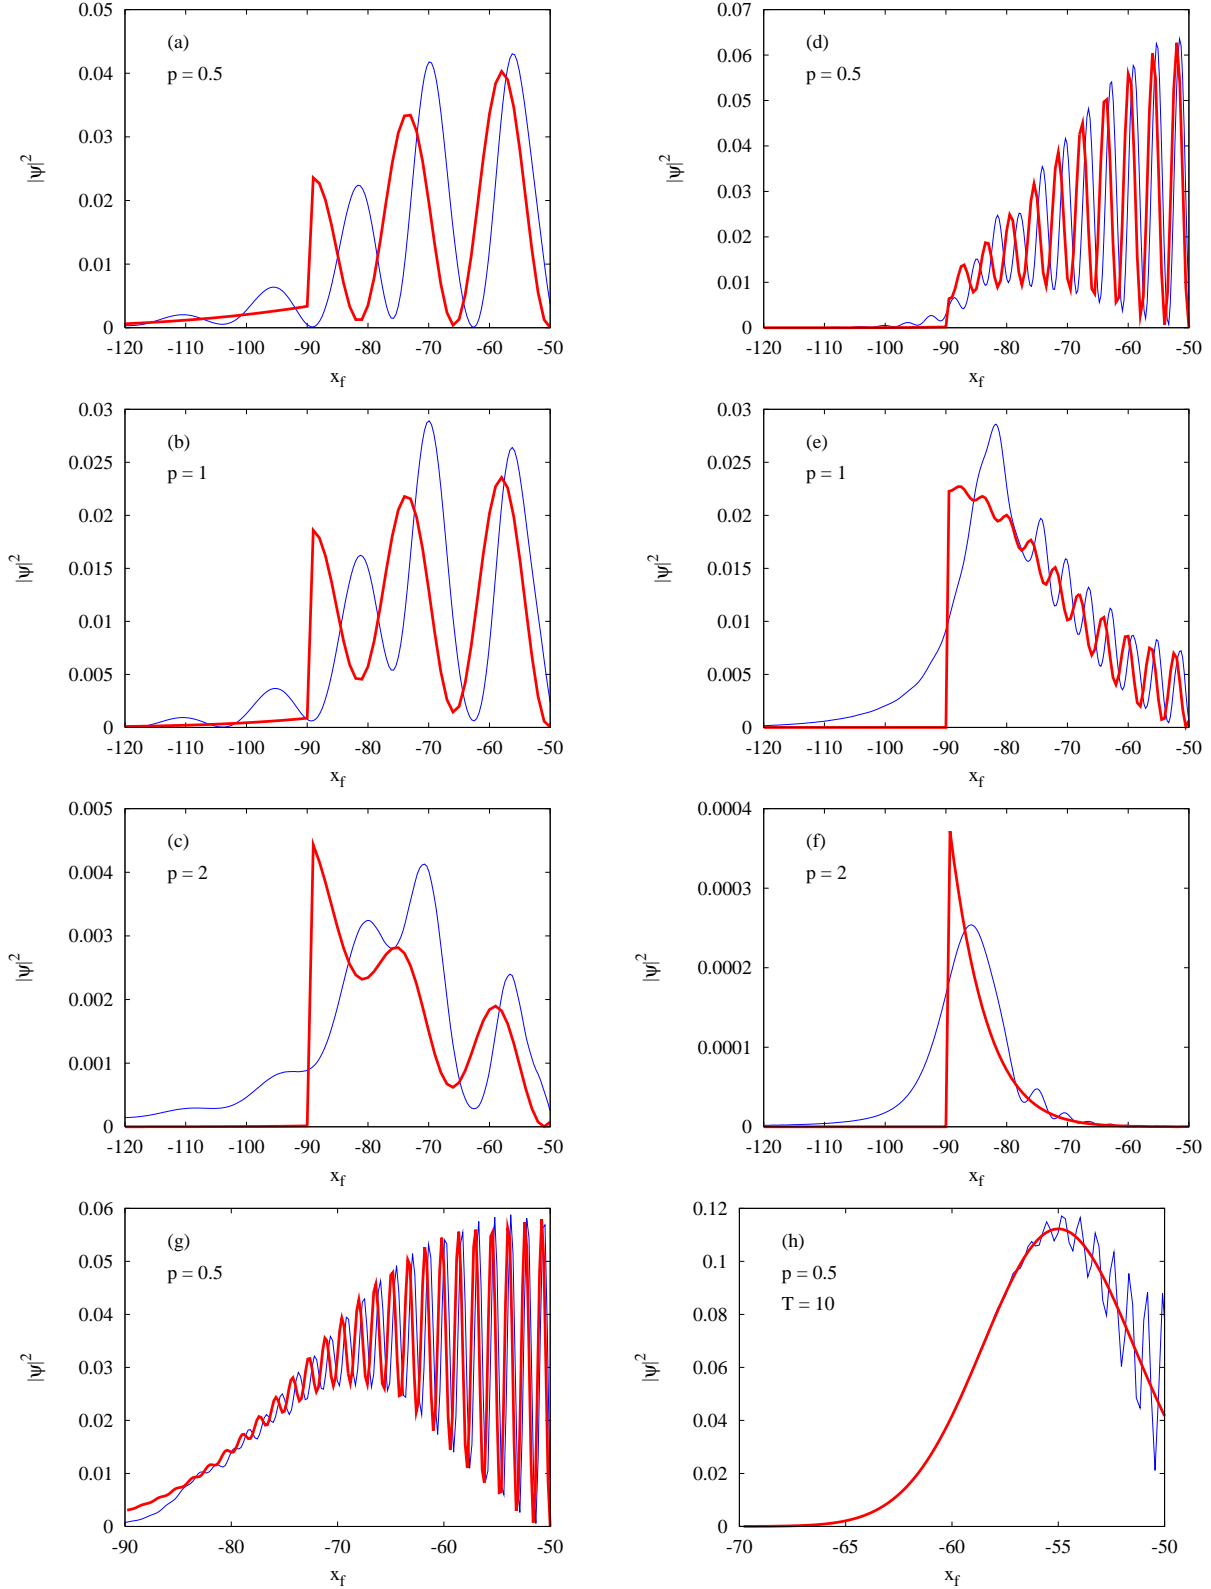 (a)
p = 0.5
|ψ|²
0.05
0.04
0.03
0.02
0.01
0
-120 -110 -100 -90 -80 -70 -60 -50
x_f
(d)
p = 0.5
|ψ|²
0.07
0.06
0.05
0.04
0.03
0.02
0.01
0
-120 -110 -100 -90 -80 -70 -60 -50
x_f
(b)
p = 1
|ψ|²
0.03
0.025
0.02
0.015
0.01
0.005
0
-120 -110 -100 -90 -80 -70 -60 -50
x_f
(e)
p = 1
|ψ|²
0.03
0.025
0.02
0.015
0.01
0.005
0
-120 -110 -100 -90 -80 -70 -60 -50
x_f
(c)
p = 2
|ψ|²
0.005
0.004
0.003
0.002
0.001
0
-120 -110 -100 -90 -80 -70 -60 -50
x_f
(f)
p = 2
|ψ|²
0.0004
0.0003
0.0002
0.0001
0
-120 -110 -100 -90 -80 -70 -60 -50
x_f
(g)
p = 0.5
|ψ|²
0.06
0.05
0.04
0.03
0.02
0.01
0
-90 -80 -70 -60 -50
x_f
(h)
p = 0.5
T = 10
|ψ|²
0.12
0.1
0.08
0.06
0.04
0.02
0
-70 -65 -60 -55 -50
x_f